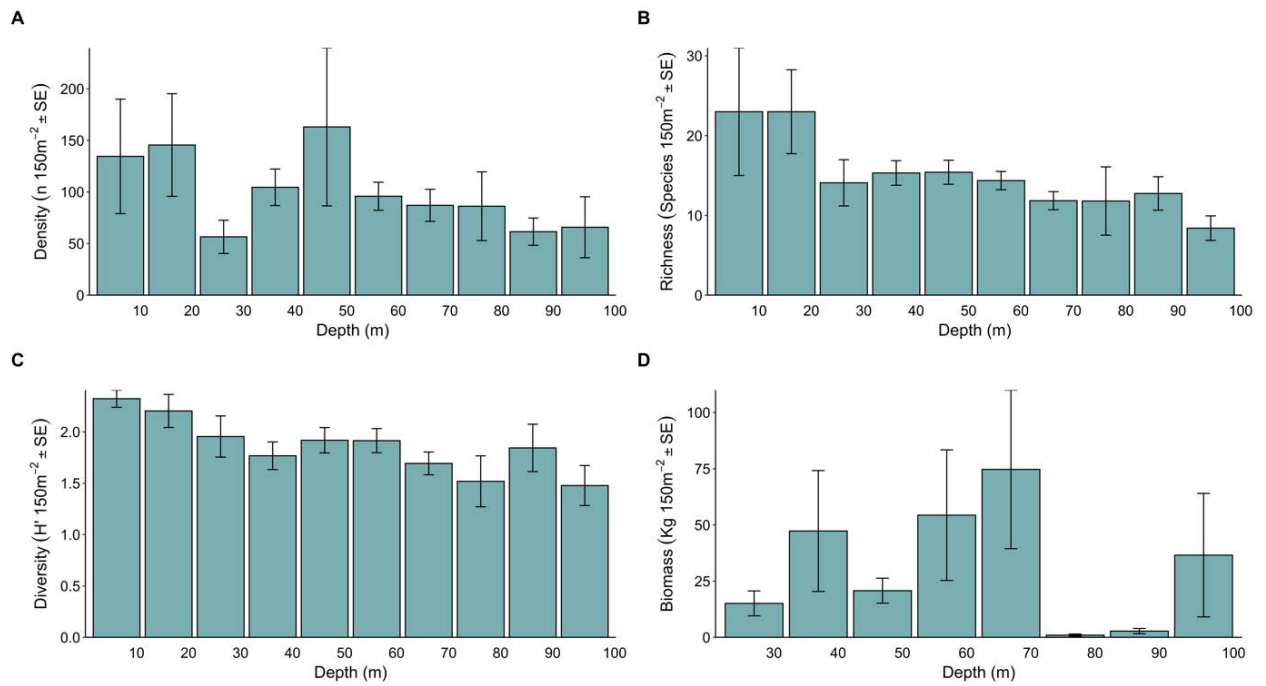 A
Density (n 150m⁻² ± SE)
200
150
100
50
0
10 20 30 40 50 60 70 80 90 100
Depth (m)
B
Richness (Species 150m⁻² ± SE)
30
20
10
0
10 20 30 40 50 60 70 80 90 100
Depth (m)
C
Diversity (H' 150m⁻² ± SE)
2.0
1.5
1.0
0.5
0.0
20 30 40 50 60 70 80 90 100
Depth (m)
D
Biomass (Kg 150m⁻² ± SE)
100
75
50
25
0
30 40 50 60 70 80 90 100
Depth (m)